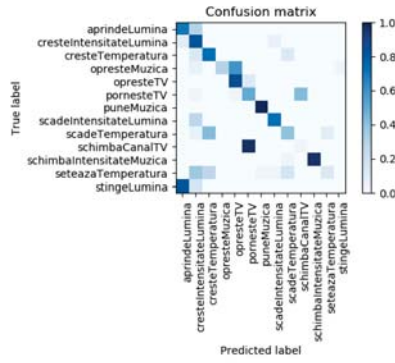 Confusion matrix
True label
aprindeLumina
cresteIntensitateLumina
cresteTemperatura
opresteMuzica
opresteTV
pornesteTV
puneMuzica
scadeIntensitateLumina
scadeTemperatura
schimbaCanalTV
schimbaIntensitateMuzica
seteazaTemperatura
stingeLumina
1.0
0.8
0.6
0.4
0.2
0.0
aprindeLumina
cresteIntensitateLumina
cresteTemperatura
opresteMuzica
opresteTV
pornesteTV
puneMuzica
scadeIntensitateLumina
scadeTemperatura
schimbaCanalTV
schimbaIntensitateMuzica
seteazaTemperatura
stingeLumina
Predicted label